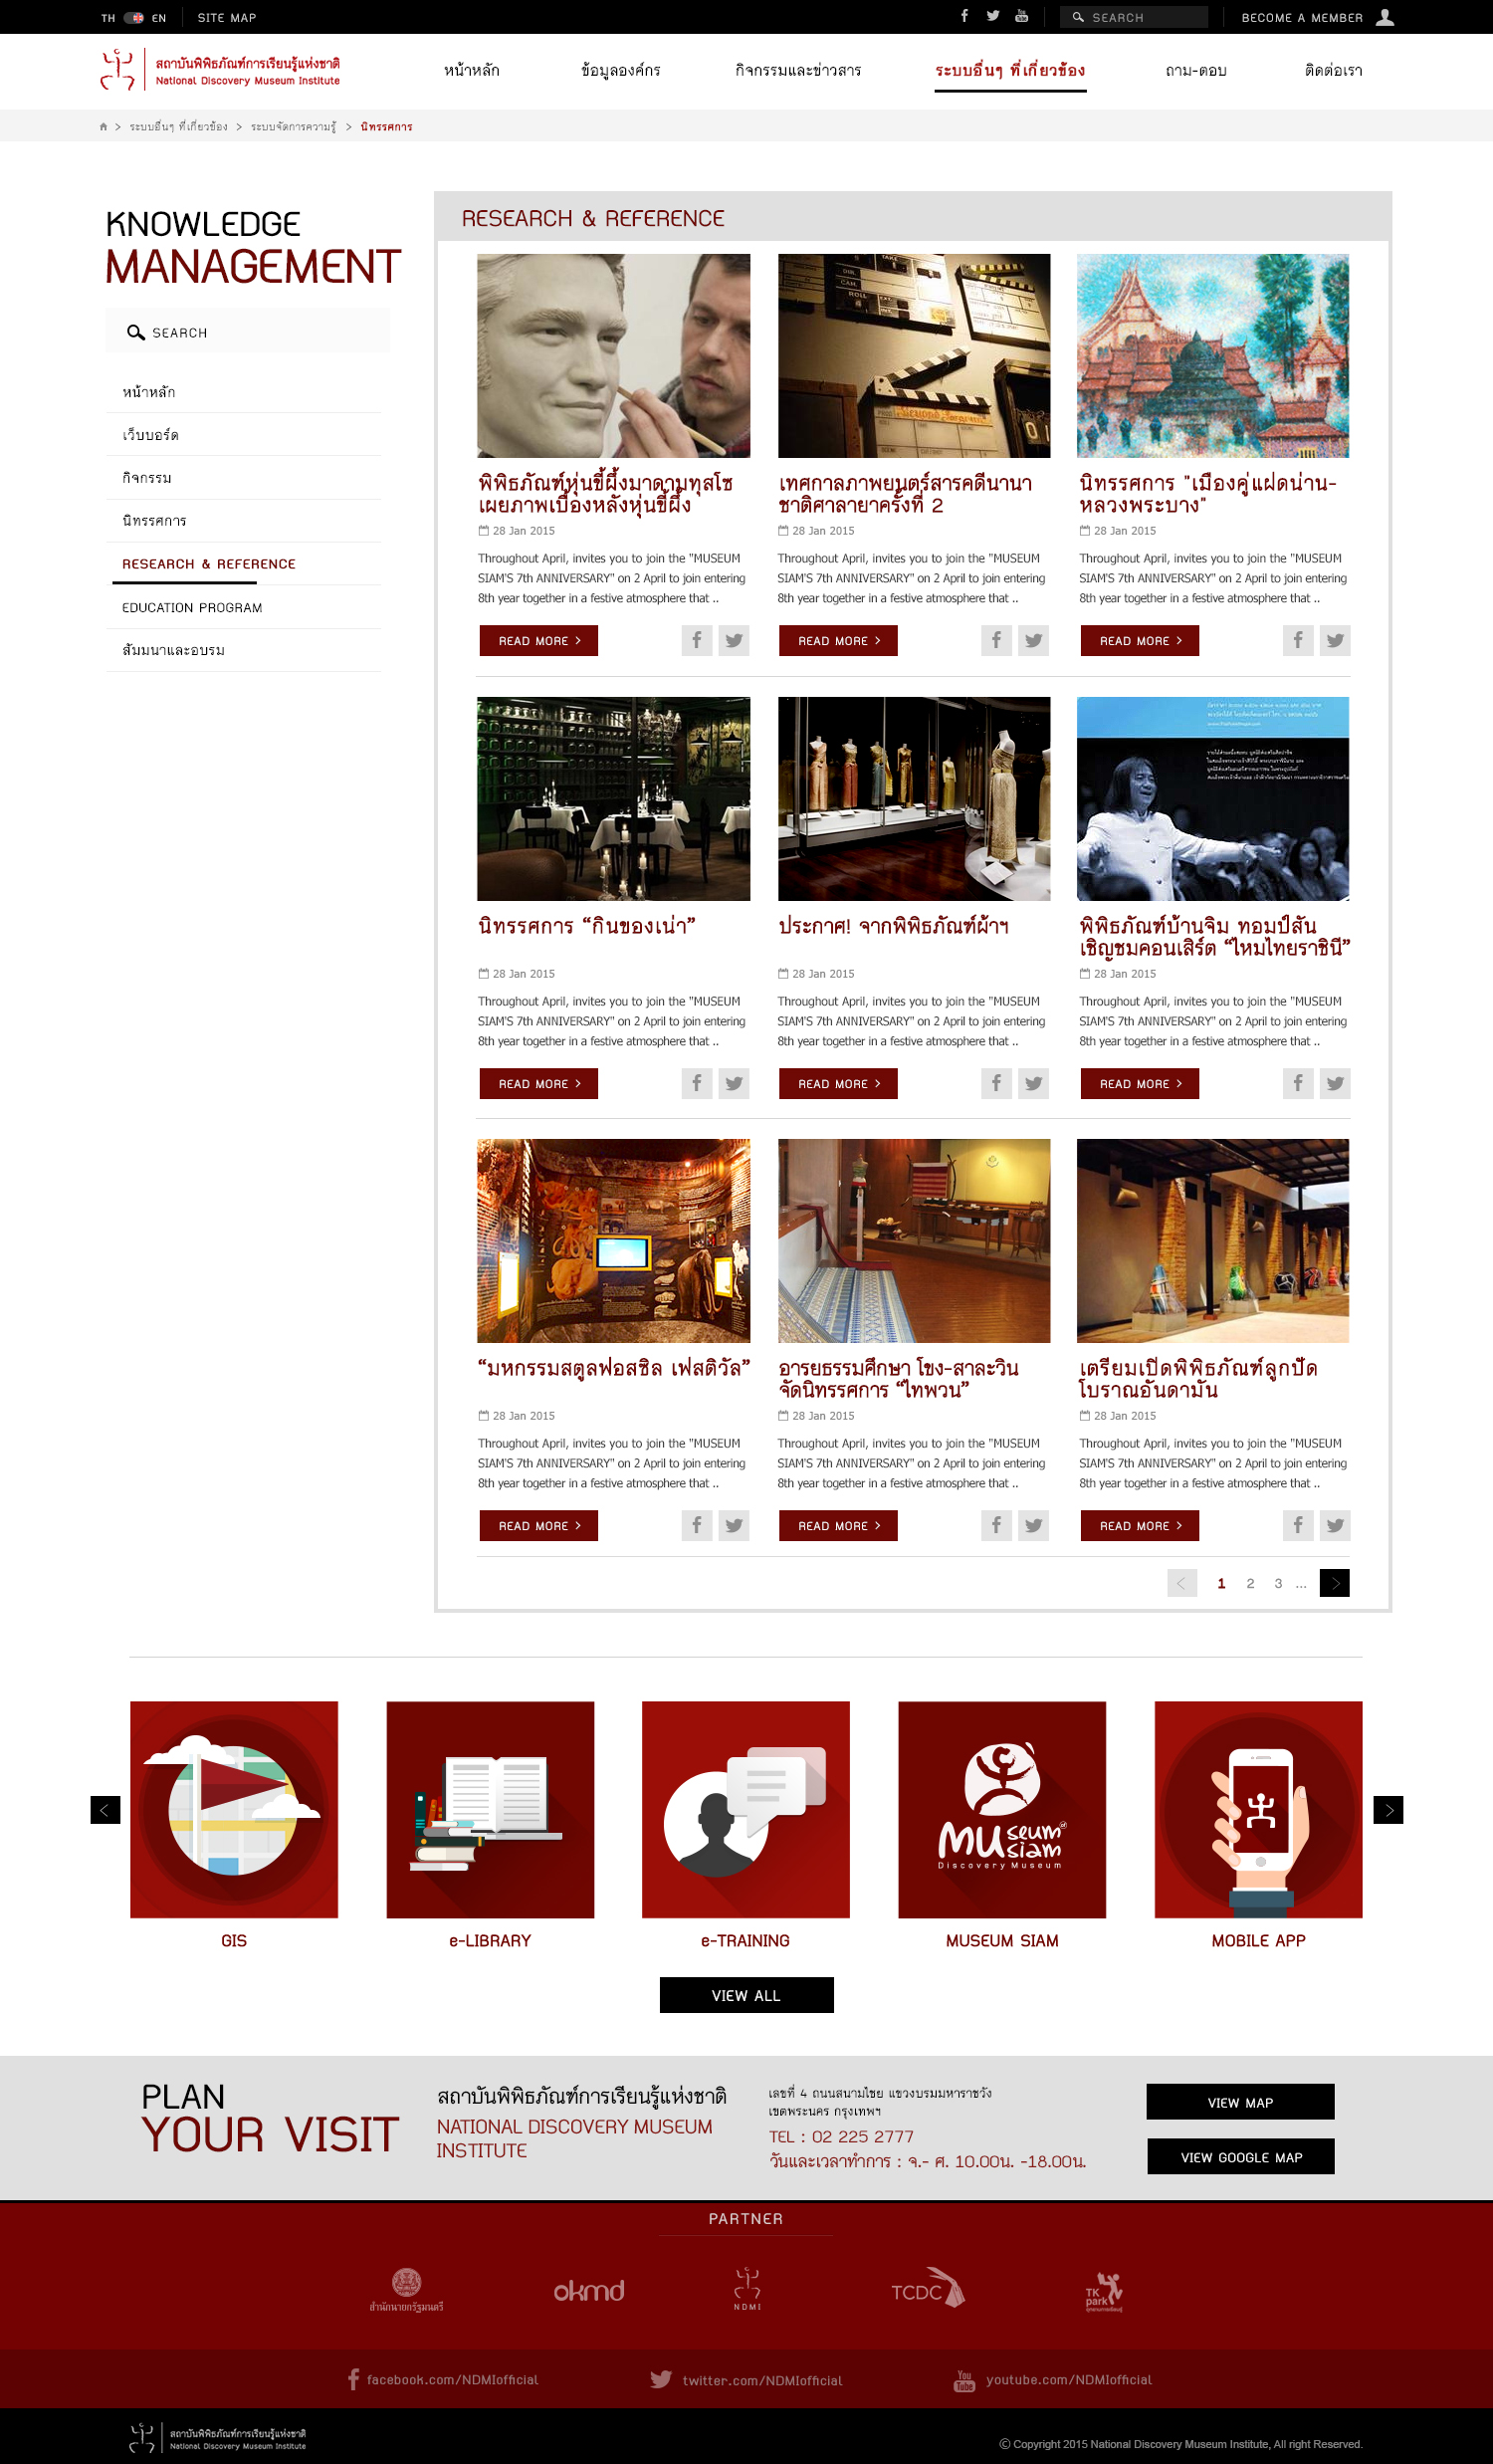 TH EN SITE MAP
SEARCH BECOME A MEMBER
สถาบันพิพิธภัณฑ์การเรียนรู้แห่งชาติ
National Discovery Museum Institute
หน้าหลัก ข้อมูลองค์กร กิจกรรมและข่าวสาร ระบบอื่นๆ ที่เกี่ยวข้อง ถาม-ตอบ ติดต่อเรา
> ระบบอื่นๆ ที่เกี่ยวข้อง > ระบบจัดการความรู้ > นิทรรศการ
KNOWLEDGE
MANAGEMENT
SEARCH
หน้าหลัก
เว็บบอร์ด
กิจกรรม
นิทรรศการ
RESEARCH & REFERENCE
EDUCATION PROGRAM
สัมมนาและอบรม
RESEARCH & REFERENCE
พิพิธภัณฑ์หุ่นขี้ผึ้งมาดามทุสโซ
เผยภาพเบื้องหลังหุ่นขี้ผึ้ง
28 Jan 2015
Throughout April, invites you to join the "MUSEUM
SIAM'S 7th ANNIVERSARY" on 2 April to join entering
8th year together in a festive atmosphere that ..
READ MORE >
เทศกาลภาพยนตร์สารคดีนานา
ชาติศาลายาครั้งที่ 2
28 Jan 2015
Throughout April, invites you to join the "MUSEUM
SIAM'S 7th ANNIVERSARY" on 2 April to join entering
8th year together in a festive atmosphere that ..
READ MORE >
นิทรรศการ "เมืองคู่แฝดน่าน-
หลวงพระบาง"
28 Jan 2015
Throughout April, invites you to join the "MUSEUM
SIAM'S 7th ANNIVERSARY" on 2 April to join entering
8th year together in a festive atmosphere that ..
READ MORE >
นิทรรศการ “กินของเน่า”
28 Jan 2015
Throughout April, invites you to join the "MUSEUM
SIAM'S 7th ANNIVERSARY" on 2 April to join entering
8th year together in a festive atmosphere that ..
READ MORE >
ประกาศ! จากพิพิธภัณฑ์ผ้าฯ
28 Jan 2015
Throughout April, invites you to join the "MUSEUM
SIAM'S 7th ANNIVERSARY" on 2 April to join entering
8th year together in a festive atmosphere that ..
READ MORE >
พิพิธภัณฑ์บ้านจิม ทอมป์สัน
เชิญชมคอนเสิร์ต “ไหมไทยราชินี”
28 Jan 2015
Throughout April, invites you to join the "MUSEUM
SIAM'S 7th ANNIVERSARY" on 2 April to join entering
8th year together in a festive atmosphere that ..
READ MORE >
“มหกรรมสตูลฟอสซิล เฟสติวัล”
28 Jan 2015
Throughout April, invites you to join the "MUSEUM
SIAM'S 7th ANNIVERSARY" on 2 April to join entering
8th year together in a festive atmosphere that ..
READ MORE >
อารยธรรมศึกษา โขง-สาละวิน
จัดนิทรรศการ “ไทพวน”
28 Jan 2015
Throughout April, invites you to join the "MUSEUM
SIAM'S 7th ANNIVERSARY" on 2 April to join entering
8th year together in a festive atmosphere that ..
READ MORE >
เตรียมเปิดพิพิธภัณฑ์ลูกปัด
โบราณอันดามัน
28 Jan 2015
Throughout April, invites you to join the "MUSEUM
SIAM'S 7th ANNIVERSARY" on 2 April to join entering
8th year together in a festive atmosphere that ..
READ MORE >
< 1 2 3 ... >
museum siam
Discovery Museum
GIS e-LIBRARY e-TRAINING MUSEUM SIAM MOBILE APP
VIEW ALL
PLAN
YOUR VISIT
สถาบันพิพิธภัณฑ์การเรียนรู้แห่งชาติ
NATIONAL DISCOVERY MUSEUM
INSTITUTE
เลขที่ 4 ถนนสนามไชย แขวงบรมมหาราชวัง
เขตพระนคร กรุงเทพฯ
TEL : 02 225 2777
วันและเวลาทำการ : จ.- ศ. 10.00น. -18.00น.
VIEW MAP
VIEW GOOGLE MAP
PARTNER
สำนักนายกรัฐมนตรี
okmd
NDMI
TCDC
TK park
facebook.com/NDMIofficial
twitter.com/NDMIofficial
You Tube youtube.com/NDMIofficial
สถาบันพิพิธภัณฑ์การเรียนรู้แห่งชาติ
National Discovery Museum Institute
© Copyright 2015 National Discovery Museum Institute, All right Reserved.